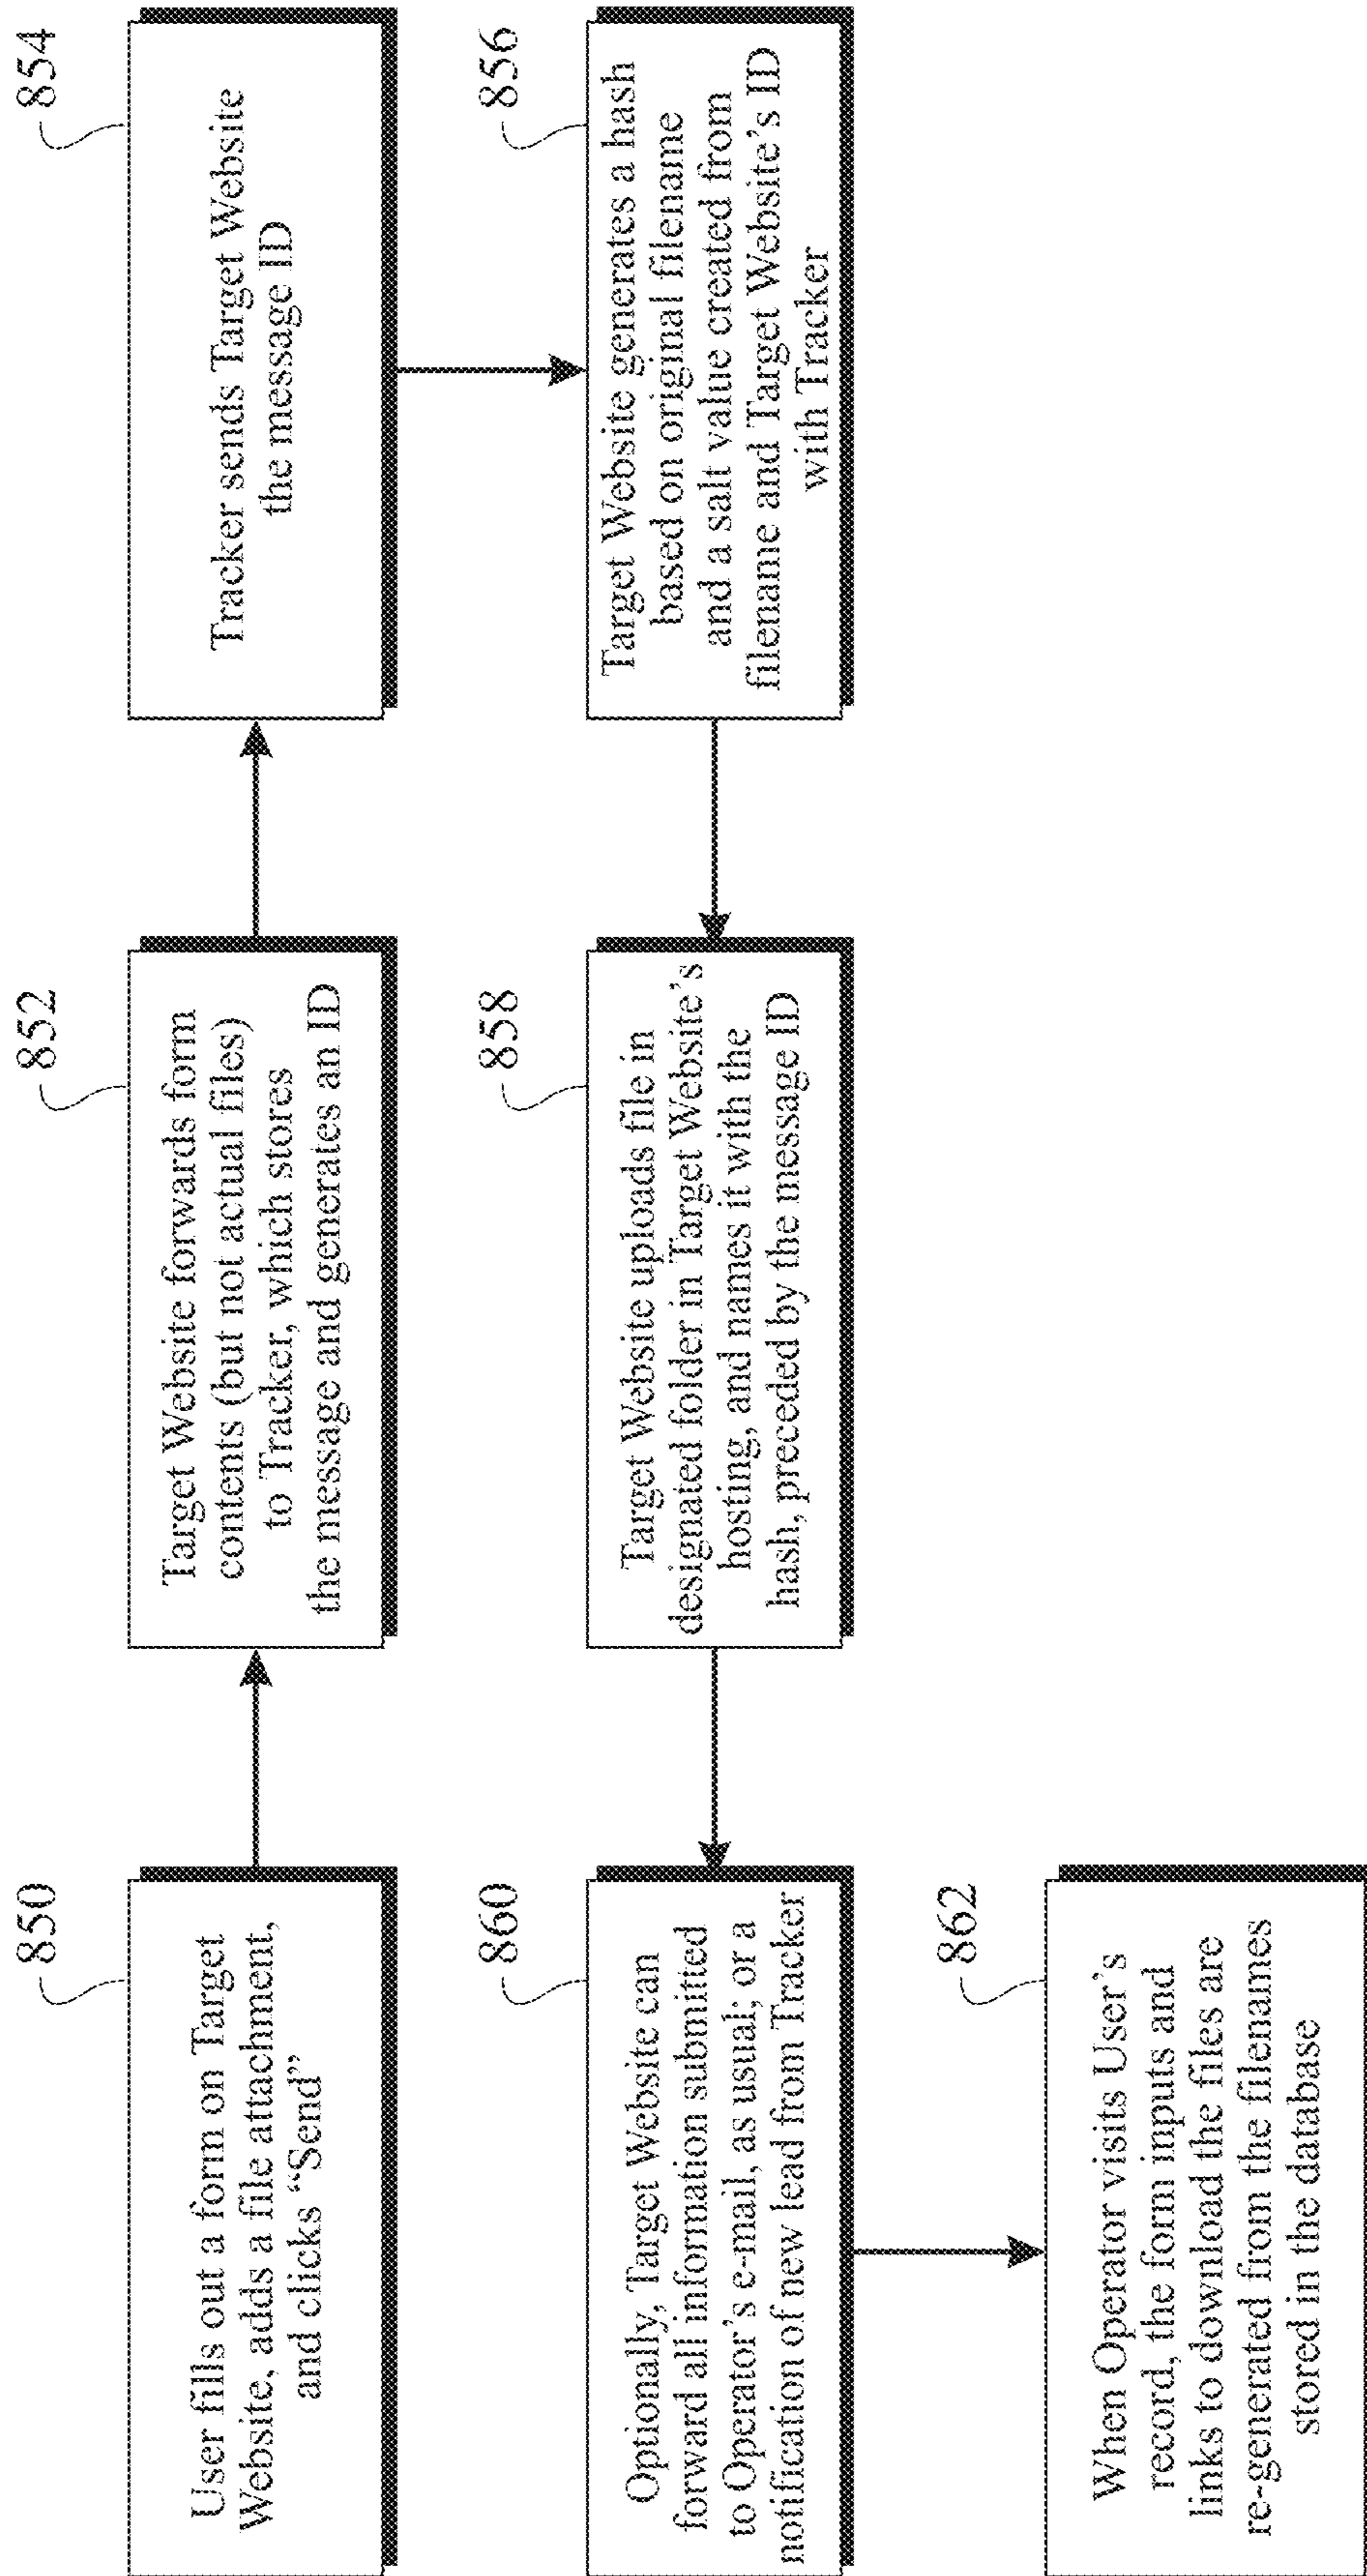 850
User fills out a form on Target
Website, adds a file attachment,
and clicks “Send”
852
Target Website forwards form
contents (but not actual files)
to Tracker, which stores
the message and generates an ID
854
Tracker sends Target Website
the message ID
856
Target Website generates a hash
based on original filename
and a salt value created from
filename and Target Website’s ID
with Tracker
858
Target Website uploads file in
designated folder in Target Website’s
hosting, and names it with the
hash, preceded by the message ID
860
Optionally, Target Website can
forward all information submitted
to Operator’s e-mail, as usual; or a
notification of new lead from Tracker
862
When Operator visits User’s
record, the form inputs and
links to download the files are
re-generated from the filenames
stored in the database